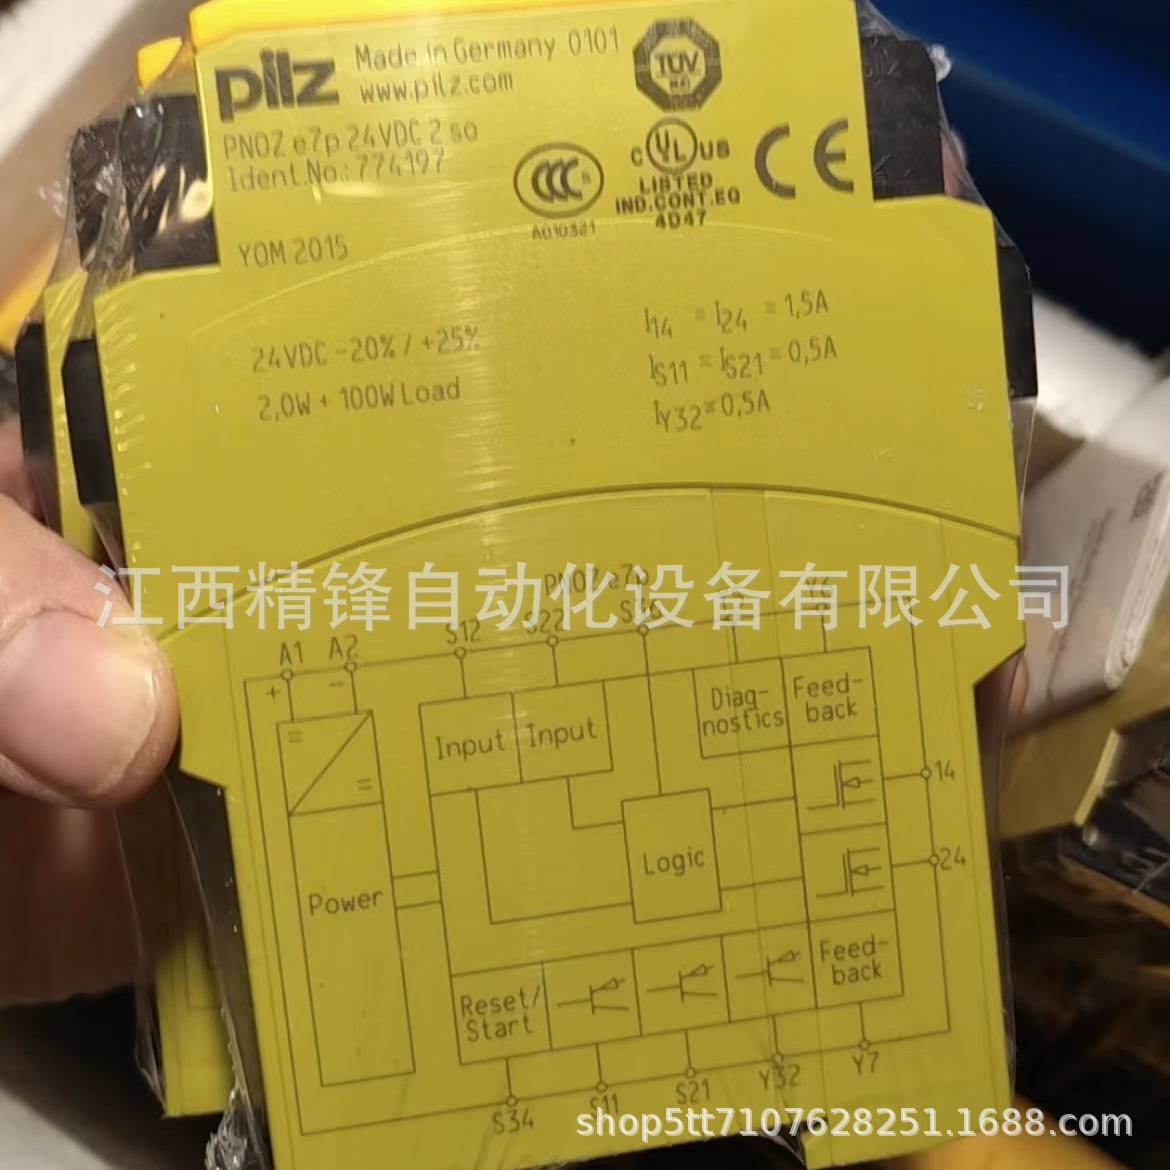 pilz
Made in Germany 0101
www.pilz.com
TÜV
PNOZ e7p 24VDC 2 so
Ident.No.: 774197
CCC S
A010321
C UL US
LISTED
IND.CONT.EQ
4D47
CE
YOM 2015
24VDC -20% / +25%
2,0W + 100W Load
I14 = I24 = 1,5A
IS11 = IS21 = 0,5A
IY32 = 0,5A
江西精锋自动化设备有限公司
PNOZ e7p
A1 A2 S12 S22 S36
+ -
Input Input
Diag-
nostics
Feed-
back
14
24
Logic
Power
Reset/
Start
Feed-
back
S34 S11 S21 Y32 Y7
shop5tt7107628251.1688.com